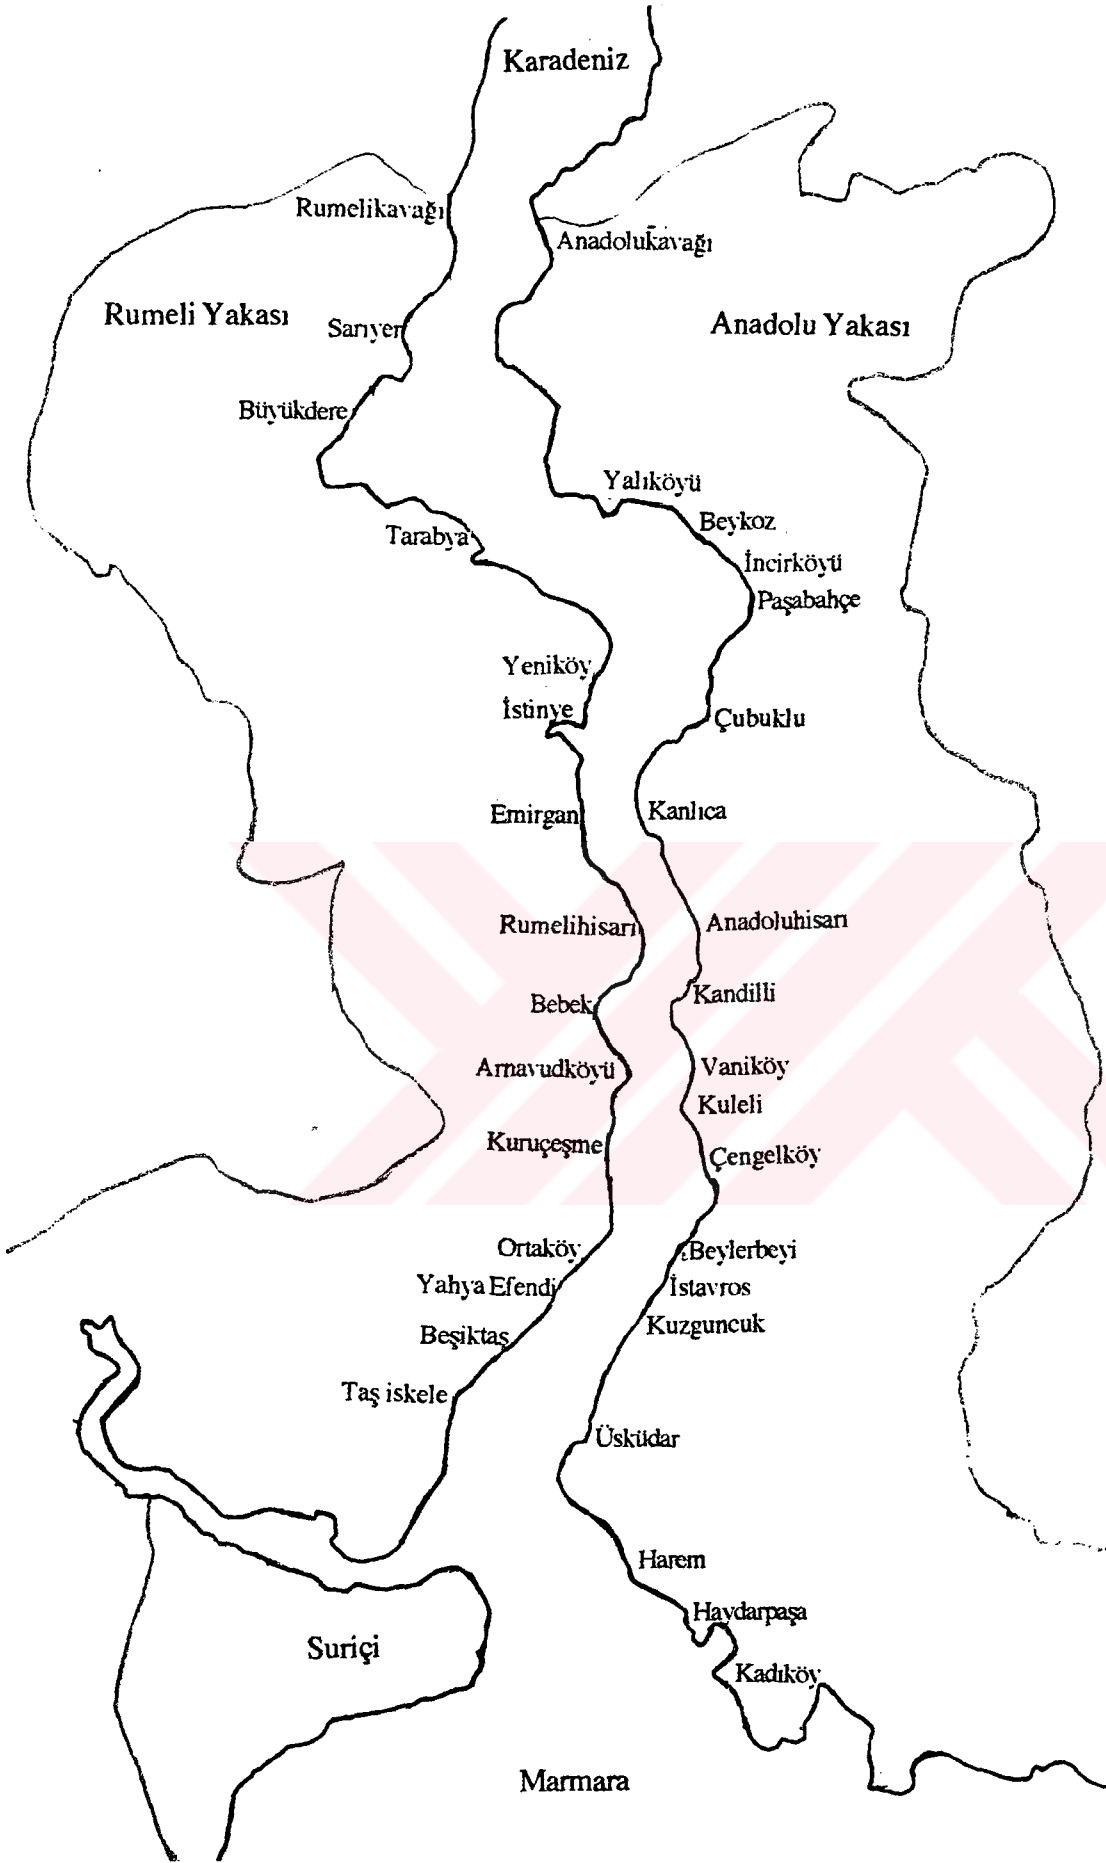 Karadeniz
Rumelikavağı
Anadolukavağı
Rumeli Yakası
Anadolu Yakası
Sarıyer
Büyükdere
Yalıköyü
Beykoz
Tarabya
İncirköyü
Paşabahçe
Yeniköy
İstinye
Çubuklu
Emirgan
Kanlıca
Rumelihisarı
Anadoluhisarı
Bebek
Kandilli
Arnavudköyü
Vaniköy
Kuleli
Kuruçeşme
Çengelköy
Ortaköy
Beylerbeyi
Yahya Efendi
İstavros
Beşiktaş
Kuzguncuk
Taş iskele
Üsküdar
Harem
Haydarpaşa
Suriçi
Kadıköy
Marmara